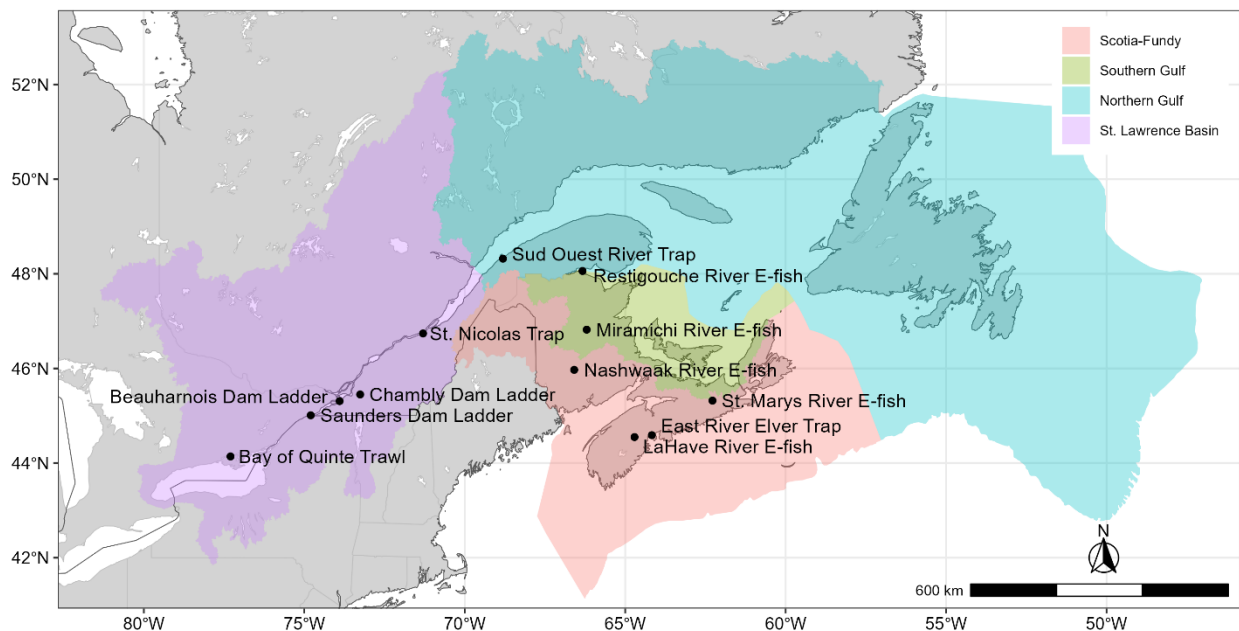 52°N
50°N
48°N
46°N
44°N
42°N
Scotia-Fundy
Southern Gulf
Northern Gulf
St. Lawrence Basin
Sud Ouest River Trap
Restigouche River E-fish
St. Nicolas Trap
Miramichi River E-fish
Nashwaak River E-fish
Beauharnois Dam Ladder
Chambly Dam Ladder
St. Marys River E-fish
Saunders Dam Ladder
East River Elver Trap
LaHave River E-fish
Bay of Quinte Trawl
N
600 km
80°W
75°W
70°W
65°W
60°W
55°W
50°W